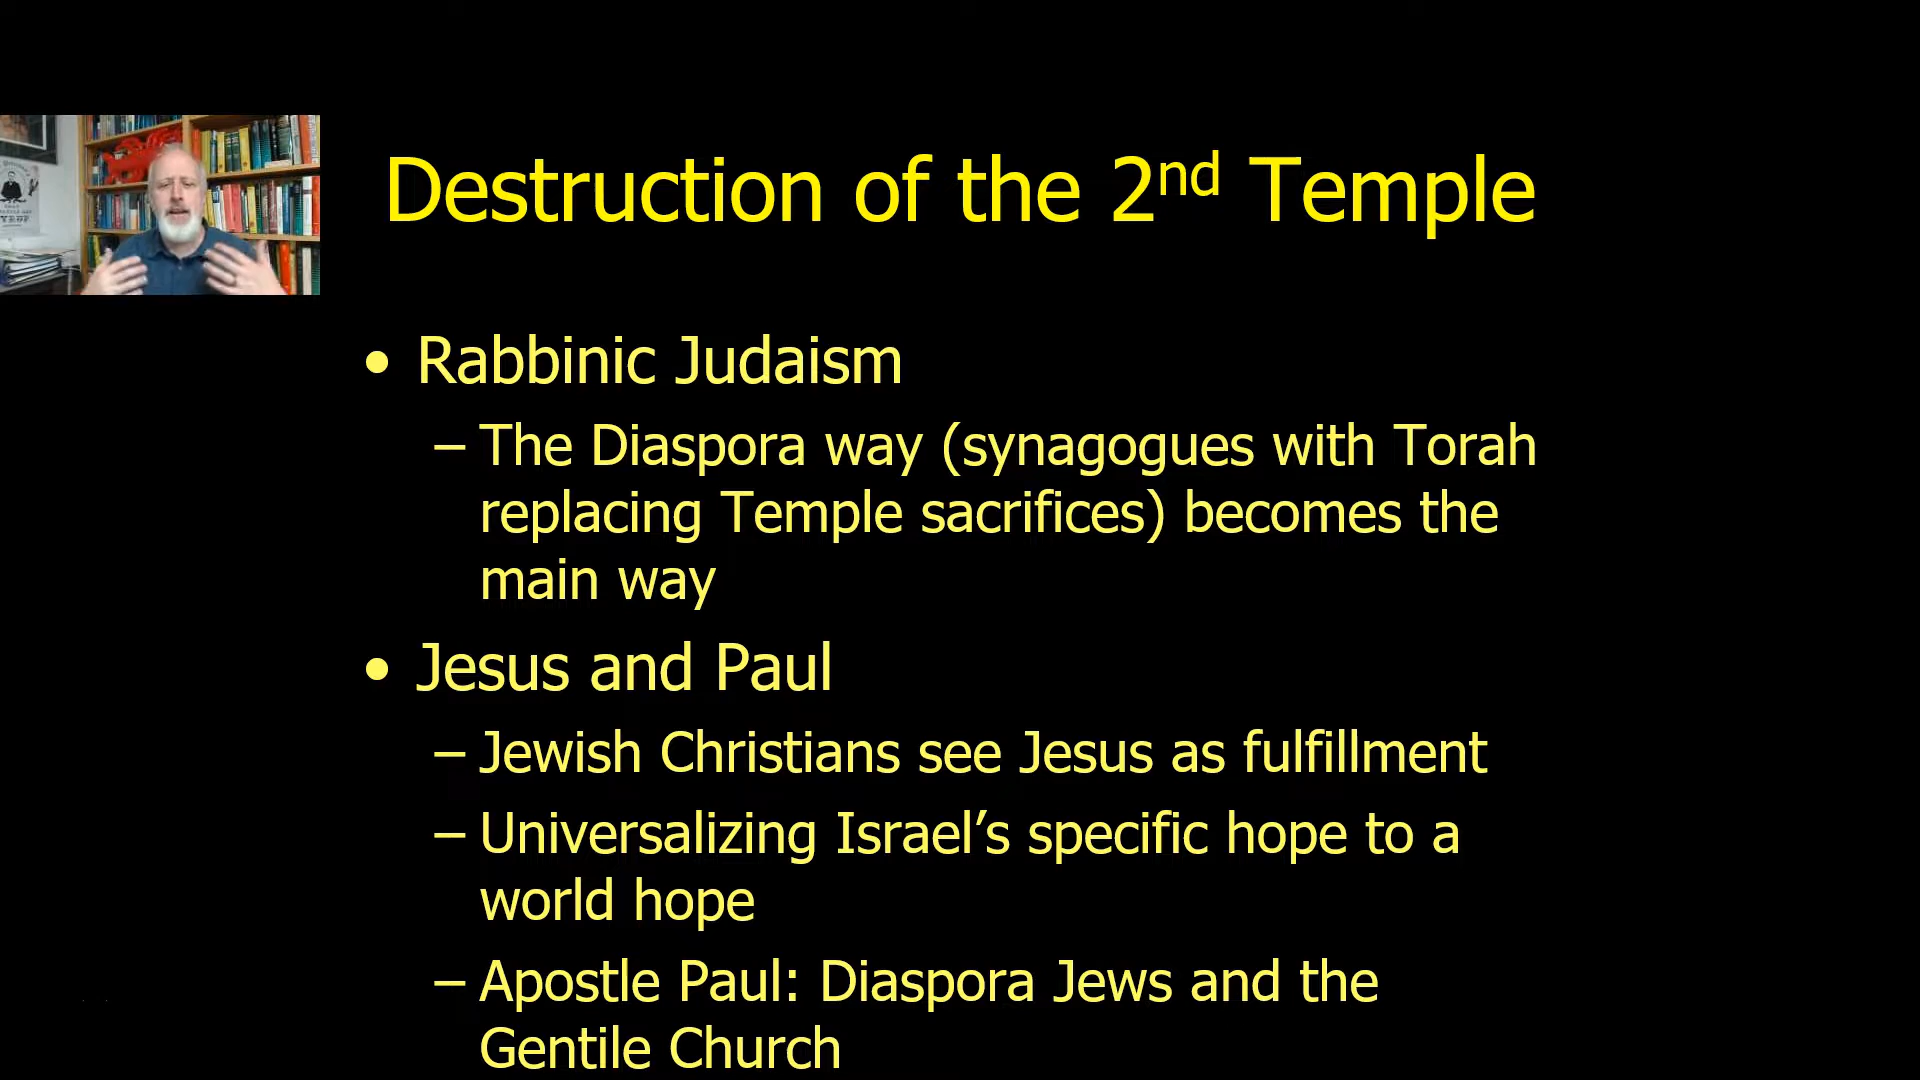 Destruction of the 2nd Temple
• Rabbinic Judaism
– The Diaspora way (synagogues with Torah
replacing Temple sacrifices) becomes the
main way
• Jesus and Paul
– Jewish Christians see Jesus as fulfillment
– Universalizing Israel’s specific hope to a
world hope
– Apostle Paul: Diaspora Jews and the
Gentile Church